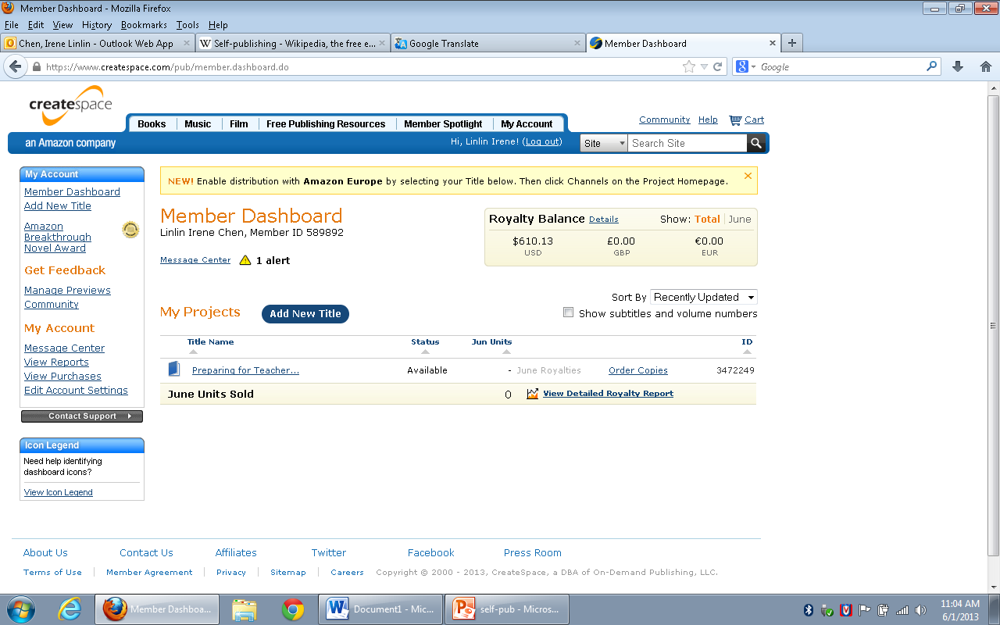 Member Dashboard - Mozilla Firefox
File Edit View History Bookmarks Tools Help
Chen, Irene Linlin - Outlook Web App
Self-publishing - Wikipedia, the free e...
Google Translate
Member Dashboard
https://www.createspace.com/pub/member.dashboard.do
Google
createspace
Books Music Film Free Publishing Resources Member Spotlight My Account
Community Help Cart
an Amazon company
Hi, Linlin Irene! (Log out)
Site
Search Site
My Account
Member Dashboard
Add New Title
Amazon
Breakthrough
Novel Award
Get Feedback
Manage Previews
Community
My Account
Message Center
View Reports
View Purchases
Edit Account Settings
Contact Support
Icon Legend
Need help identifying
dashboard icons?
View Icon Legend
NEW! Enable distribution with Amazon Europe by selecting your Title below. Then click Channels on the Project Homepage.
Member Dashboard
Linlin Irene Chen, Member ID 589892
Message Center 1 alert
Royalty Balance Details Show: Total June
$610.13 £0.00 €0.00
USD GBP EUR
Sort By Recently Updated
My Projects Add New Title
Show subtitles and volume numbers
Title Name Status Jun Units ID
Preparing for Teacher... Available - June Royalties Order Copies 3472249
June Units Sold 0 View Detailed Royalty Report
About Us Contact Us Affiliates Twitter Facebook Press Room
Terms of Use Member Agreement Privacy Sitemap Careers Copyright © 2000 - 2013, CreateSpace, a DBA of On-Demand Publishing, LLC.
Member Dashboa...
Document1 - Mic...
self-pub - Micros...
11:04 AM
6/1/2013